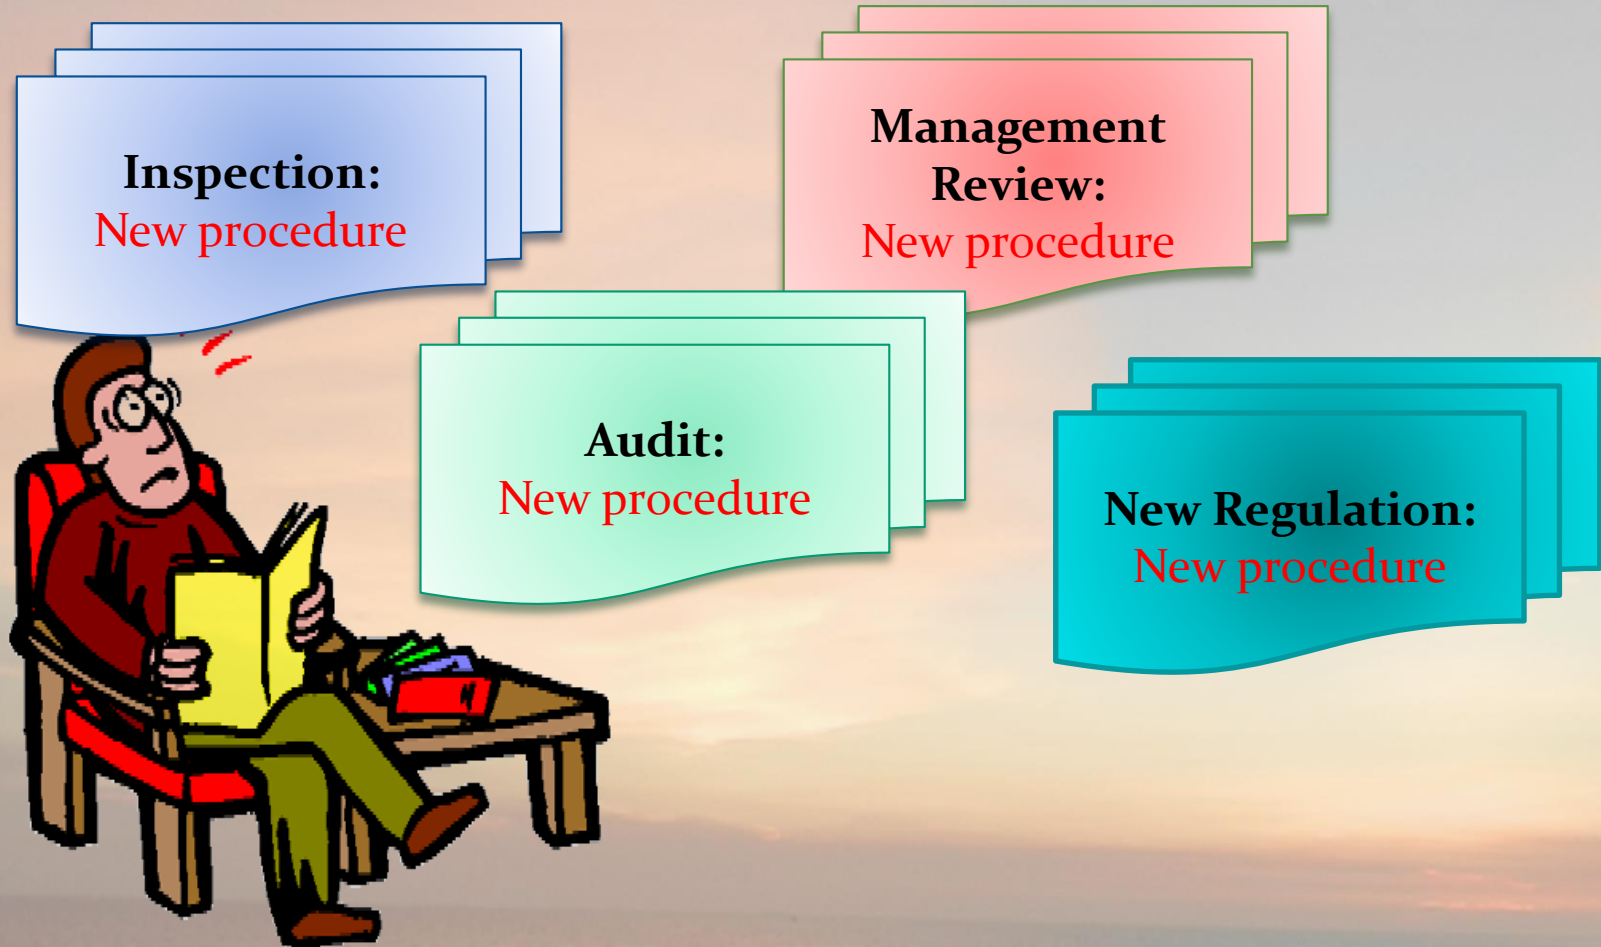 Inspection:
New procedure
Management
Review:
New procedure
Audit:
New procedure
New Regulation:
New procedure